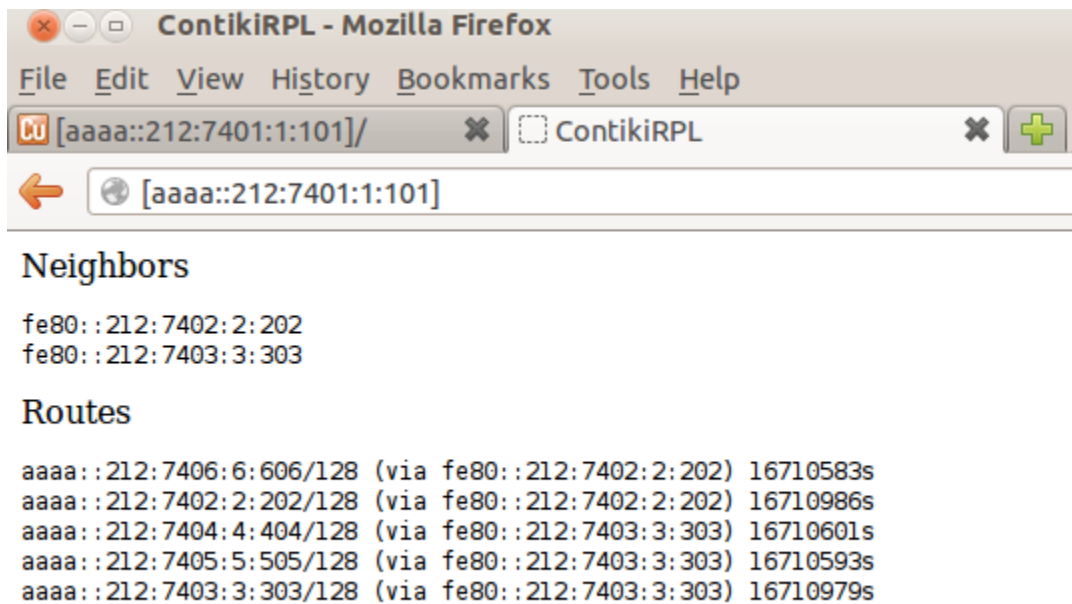 ContikiRPL - Mozilla Firefox
File Edit View History Bookmarks Tools Help
CU [aaaa::212:7401:1:101]/ ContikiRPL
[aaaa::212:7401:1:101]
Neighbors
fe80::212:7402:2:202
fe80::212:7403:3:303
Routes
aaaa::212:7406:6:606/128 (via fe80::212:7402:2:202) 16710583s
aaaa::212:7402:2:202/128 (via fe80::212:7402:2:202) 16710986s
aaaa::212:7404:4:404/128 (via fe80::212:7403:3:303) 16710601s
aaaa::212:7405:5:505/128 (via fe80::212:7403:3:303) 16710593s
aaaa::212:7403:3:303/128 (via fe80::212:7403:3:303) 16710979s